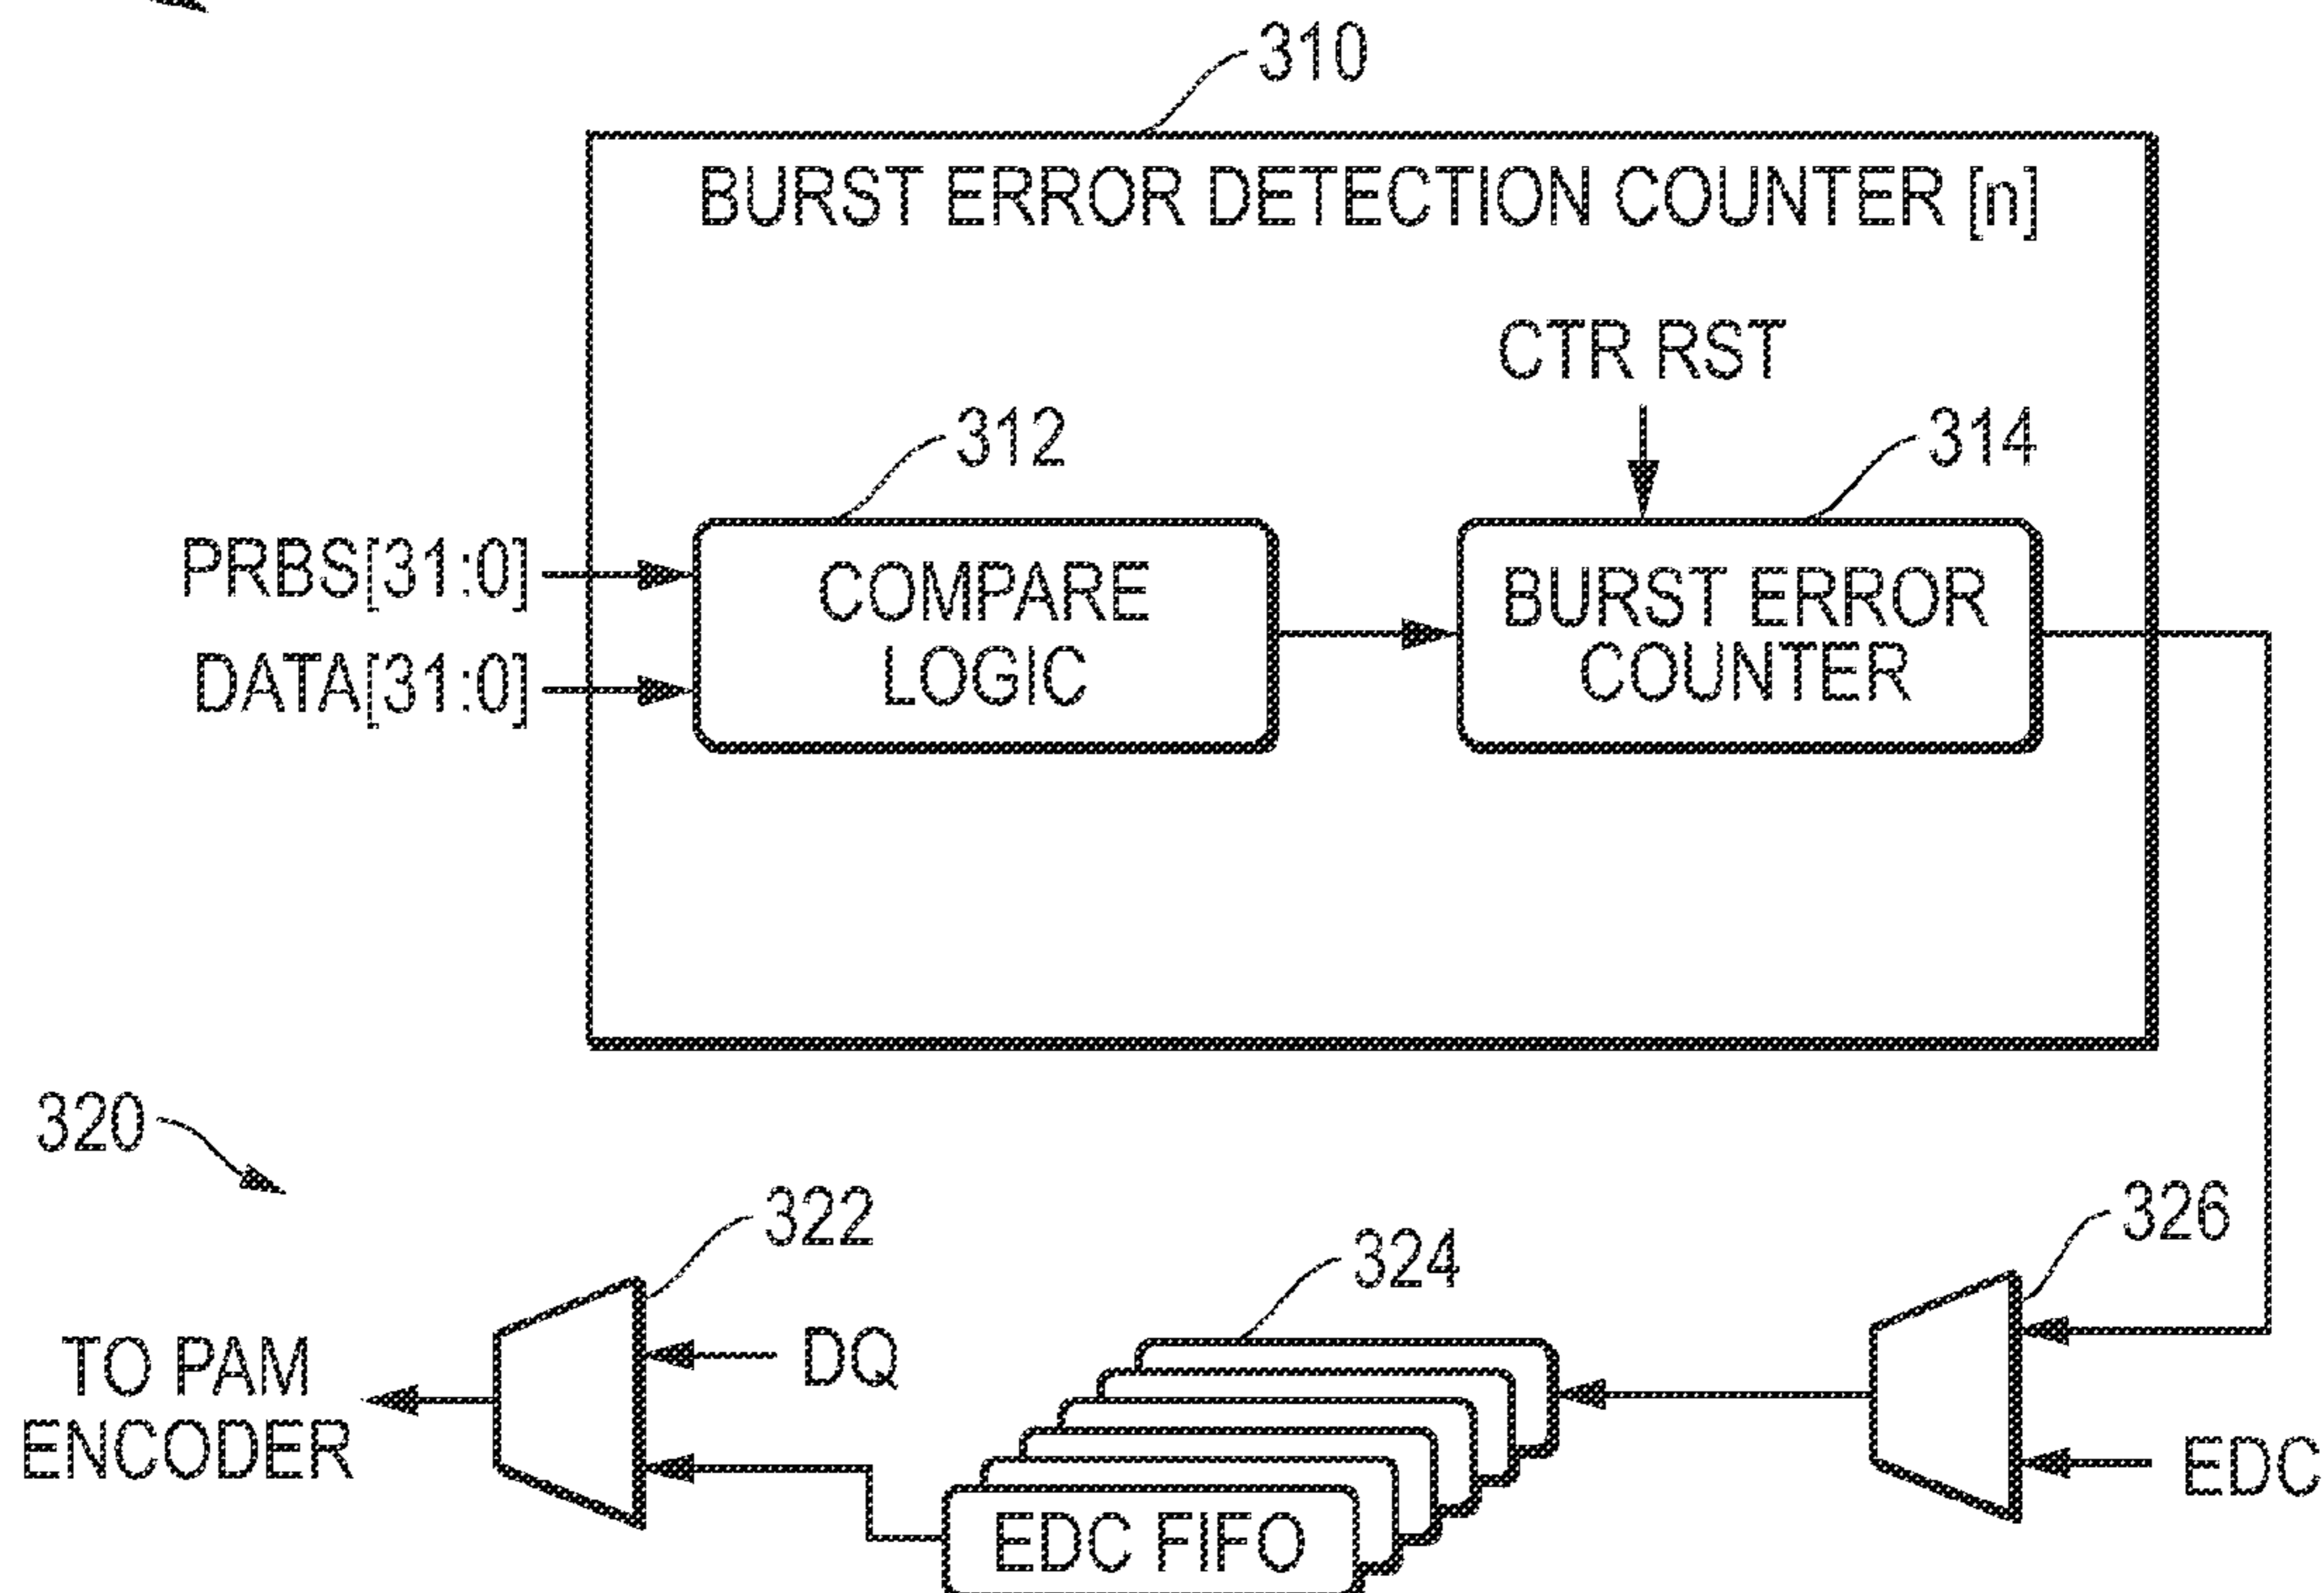 310
BURST ERROR DETECTION COUNTER [n]
CTR RST
312
314
PRBS[31:0]
DATA[31:0]
COMPARE
LOGIC
BURST ERROR
COUNTER
320
322
324
326
DQ
TO PAM
ENCODER
EDC
EDC FIFO